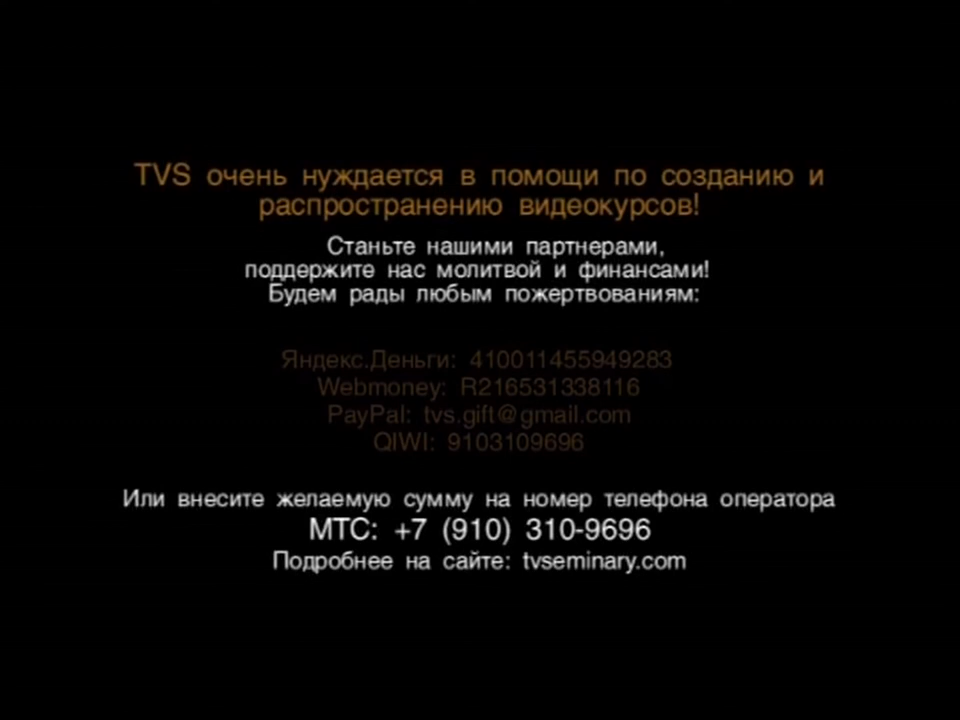 TVS очень нуждается в помощи по созданию и
распространению видеокурсов!
Станьте нашими партнерами,
поддержите нас молитвой и финансами!
Будем рады любым пожертвованиям:
Яндекс.Деньги: 410011455949283
Webmoney: R216531338116
PayPal: tvs.gift@gmail.com
QIWI: 9103109696
Или внесите желаемую сумму на номер телефона оператора
МТС: +7 (910) 310-9696
Подробнее на сайте: tvseminary.com